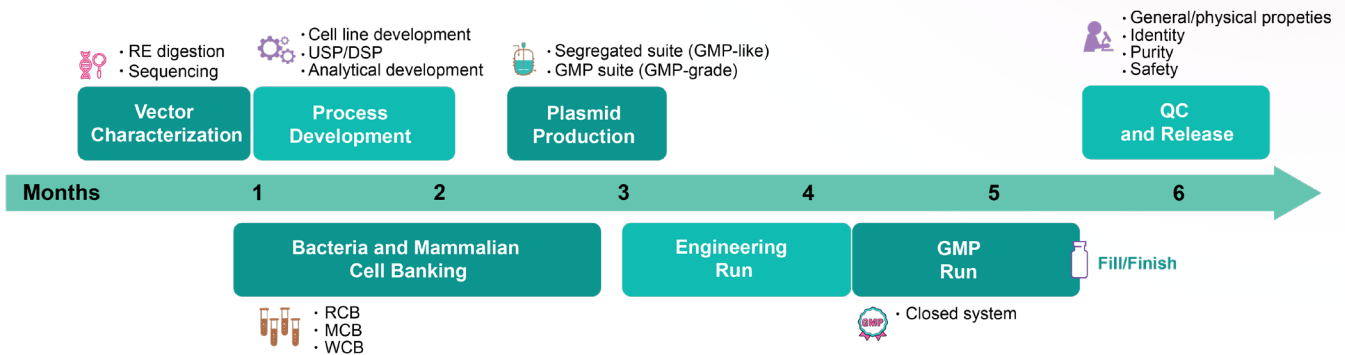 · RE digestion
· Sequencing
Vector
Characterization
· Cell line development
· USP/DSP
· Analytical development
Process
Development
· Segregated suite (GMP-like)
· GMP suite (GMP-grade)
Plasmid
Production
· General/physical propeties
· Identity
· Purity
· Safety
QC
and Release
Months 1 2 3 4 5 6
Bacteria and Mammalian
Cell Banking
· RCB
· MCB
· WCB
Engineering
Run
GMP
Run
Fill/Finish
GMP
· Closed system